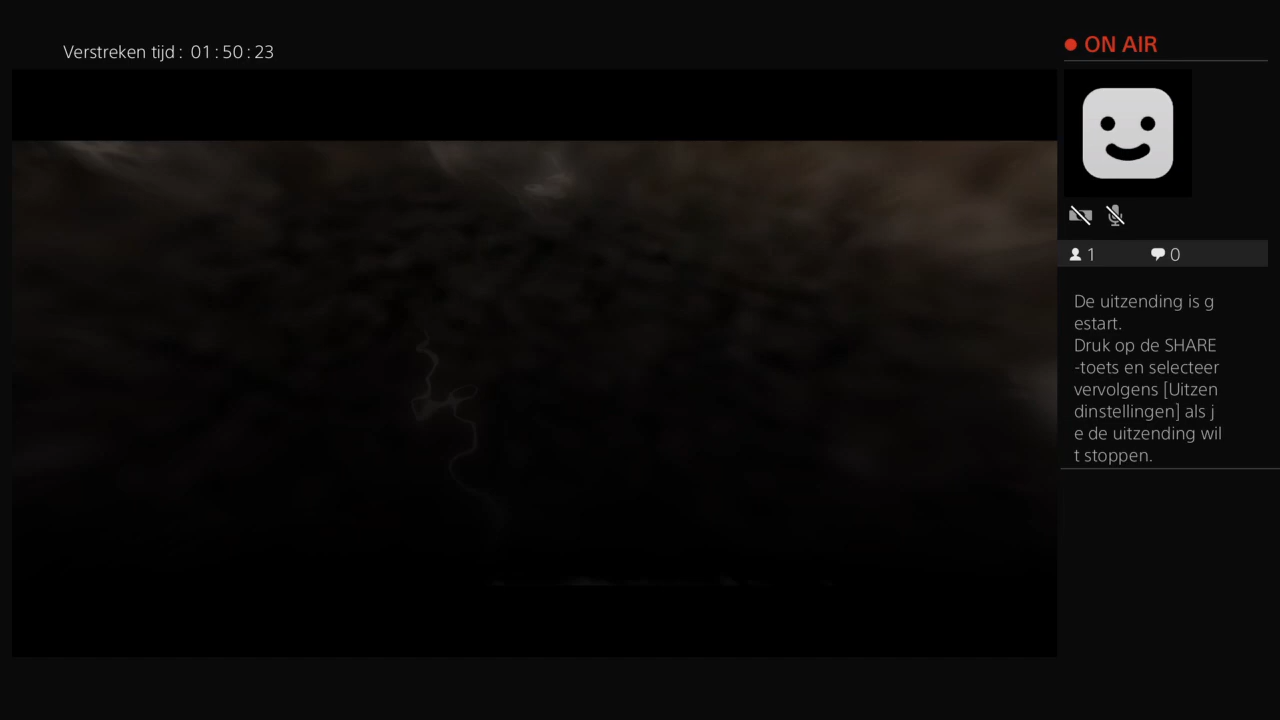 Verstreken tijd: 01:50:23
ON AIR
1
0
De uitzending is g
estart.
Druk op de SHARE
-toets en selecteer
vervolgens [Uitzen
dinstellingen] als j
e de uitzending wil
t stoppen.